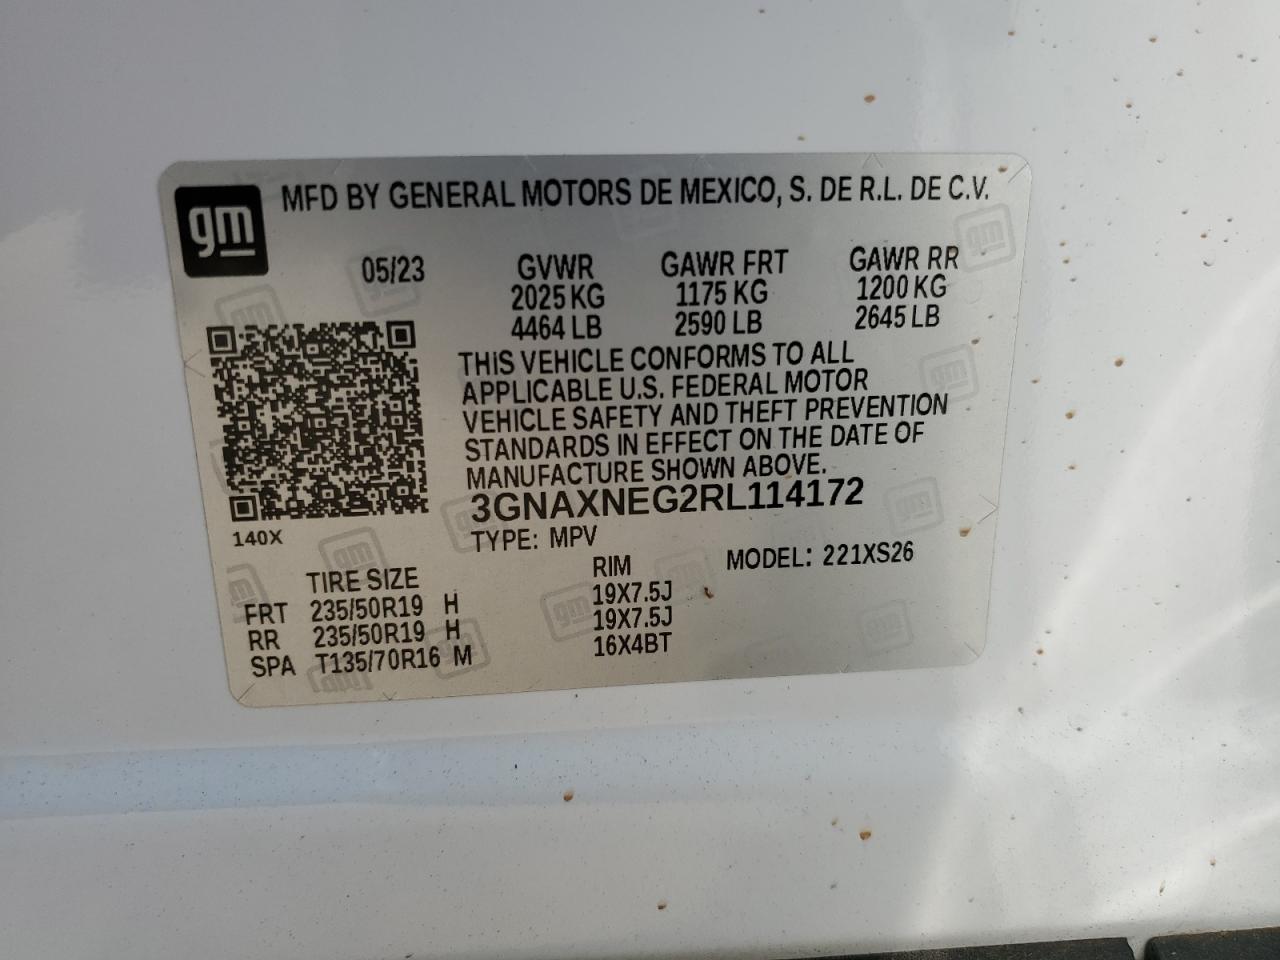 gm MFD BY GENERAL MOTORS DE MEXICO, S. DE R.L. DE C.V.
05/23 GVWR GAWR FRT GAWR RR
2025 KG 1175 KG 1200 KG
4464 LB 2590 LB 2645 LB
THIS VEHICLE CONFORMS TO ALL
APPLICABLE U.S. FEDERAL MOTOR
VEHICLE SAFETY AND THEFT PREVENTION
STANDARDS IN EFFECT ON THE DATE OF
MANUFACTURE SHOWN ABOVE.
3GNAXNEG2RL114172
140X TYPE: MPV
TIRE SIZE RIM MODEL: 221XS26
FRT 235/50R19 H 19X7.5J
RR 235/50R19 H 19X7.5J
SPA T135/70R16 M 16X4BT